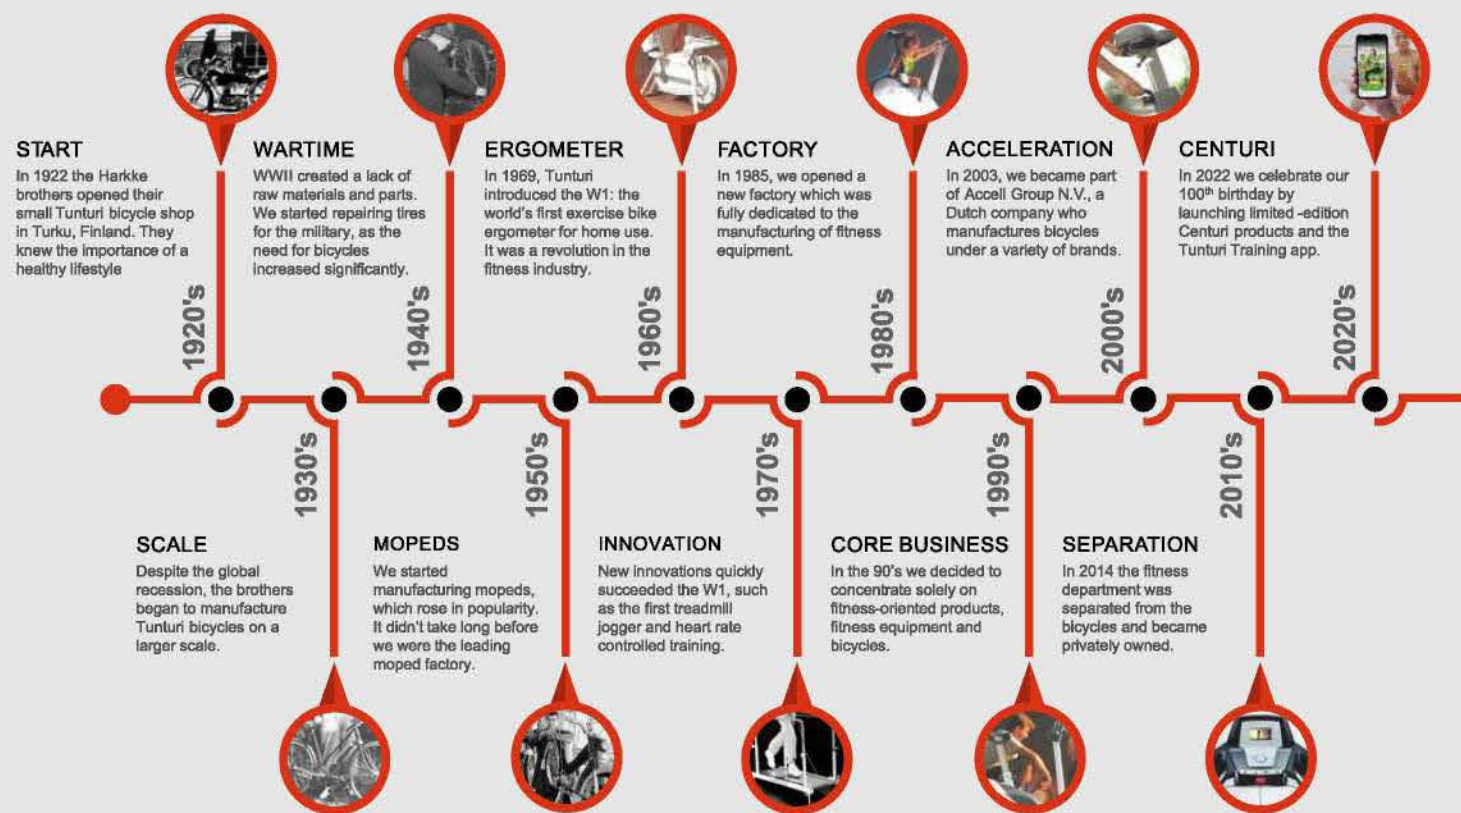 START
In 1922 the Harkke
brothers opened their
small Tunturi bicycle shop
in Turku, Finland. They
knew the importance of a
healthy lifestyle
1920's
WARTIME
WWII created a lack of
raw materials and parts.
We started repairing tires
for the military, as the
need for bicycles
increased significantly.
1940's
ERGOMETER
In 1969, Tunturi
introduced the W1: the
world's first exercise bike
ergometer for home use.
It was a revolution in the
fitness industry.
1960's
FACTORY
In 1985, we opened a
new factory which was
fully dedicated to the
manufacturing of fitness
equipment.
1980's
ACCELERATION
In 2003, we became part
of Accell Group N.V., a
Dutch company who
manufactures bicycles
under a variety of brands.
2000's
CENTURI
In 2022 we celebrate our
100th birthday by
launching limited -edition
Centuri products and the
Tunturi Training app.
2020's
SCALE
Despite the global
recession, the brothers
began to manufacture
Tunturi bicycles on a
larger scale.
1930's
MOPEDS
We started
manufacturing mopeds,
which rose in popularity.
It didn't take long before
we were the leading
moped factory.
1950's
INNOVATION
New innovations quickly
succeeded the W1, such
as the first treadmill
jogger and heart rate
controlled training.
1970's
CORE BUSINESS
In the 90's we decided to
concentrate solely on
fitness-oriented products,
fitness equipment and
bicycles.
1990's
SEPARATION
In 2014 the fitness
department was
separated from the
bicycles and became
privately owned.
2010's